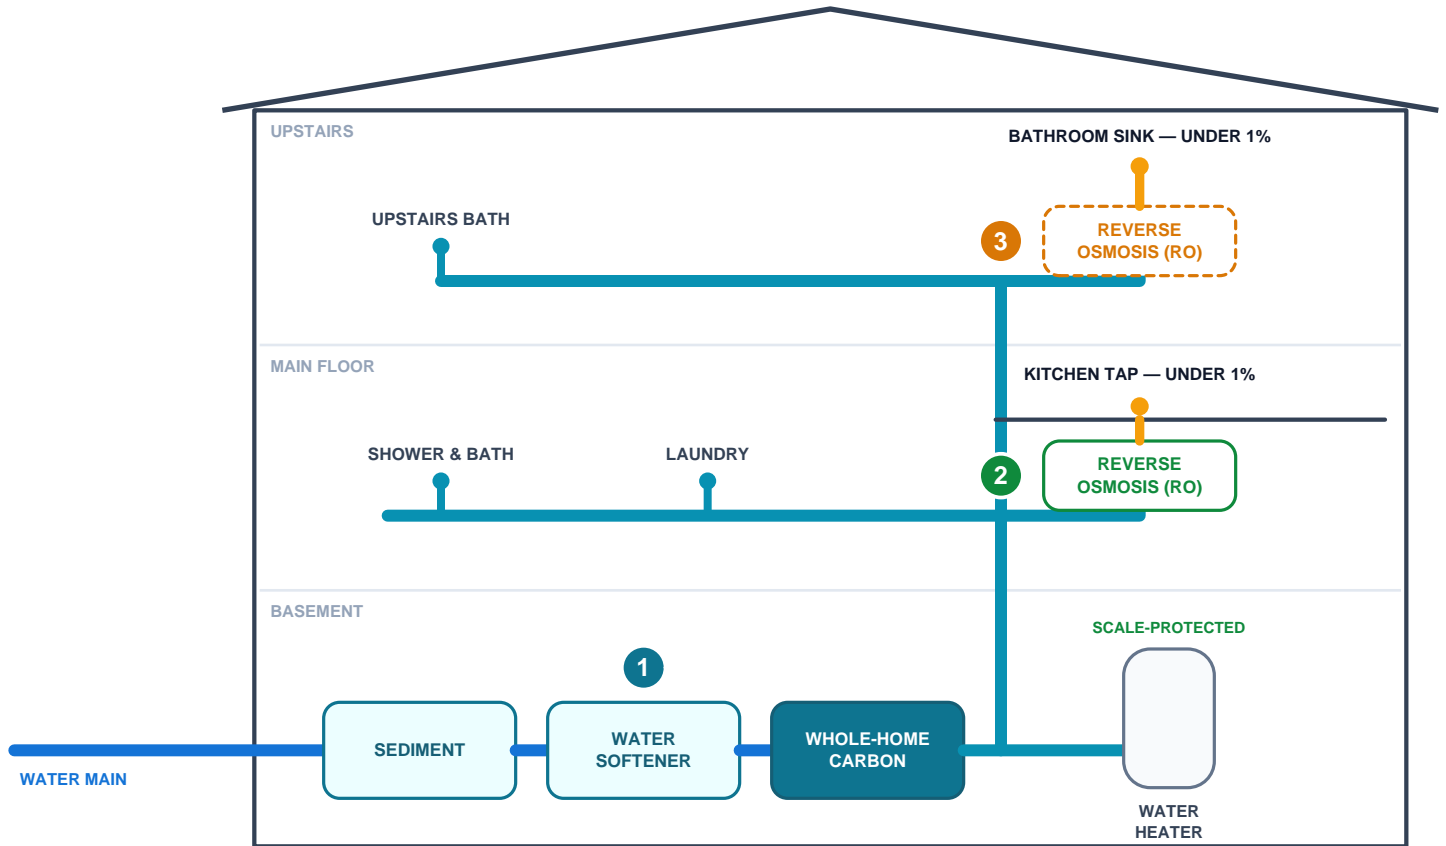 UPSTAIRS
BATHROOM SINK — UNDER 1%
UPSTAIRS BATH
3
REVERSE
OSMOSIS (RO)
MAIN FLOOR
KITCHEN TAP — UNDER 1%
SHOWER & BATH
LAUNDRY
2
REVERSE
OSMOSIS (RO)
BASEMENT
SCALE-PROTECTED
1
SEDIMENT
WATER
SOFTENER
WHOLE-HOME
CARBON
WATER MAIN
WATER
HEATER